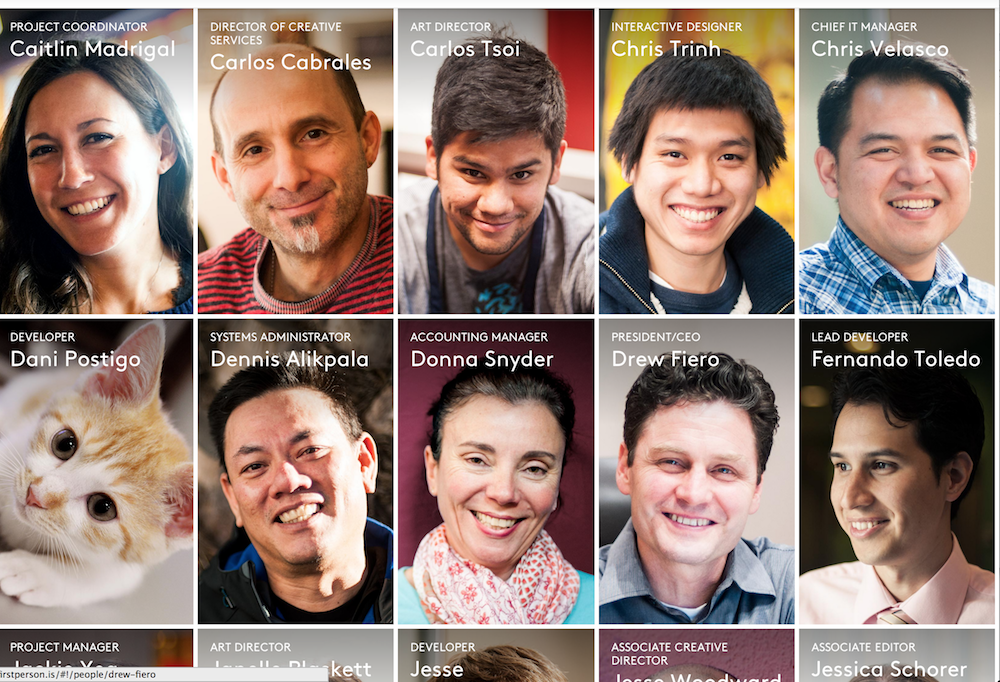 PROJECT COORDINATOR
Caitlin Madrigal
DIRECTOR OF CREATIVE
SERVICES
Carlos Cabrales
ART DIRECTOR
Carlos Tsoi
INTERACTIVE DESIGNER
Chris Trinh
CHIEF IT MANAGER
Chris Velasco
DEVELOPER
Dani Postigo
SYSTEMS ADMINISTRATOR
Dennis Alikpala
ACCOUNTING MANAGER
Donna Snyder
PRESIDENT/CEO
Drew Fiero
LEAD DEVELOPER
Fernando Toledo
PROJECT MANAGER
ART DIRECTOR
DEVELOPER
Jesse
ASSOCIATE CREATIVE
DIRECTOR
Jesse Woodward
ASSOCIATE EDITOR
Jessica Schorer
irstperson.is/#!/people/drew-fiero